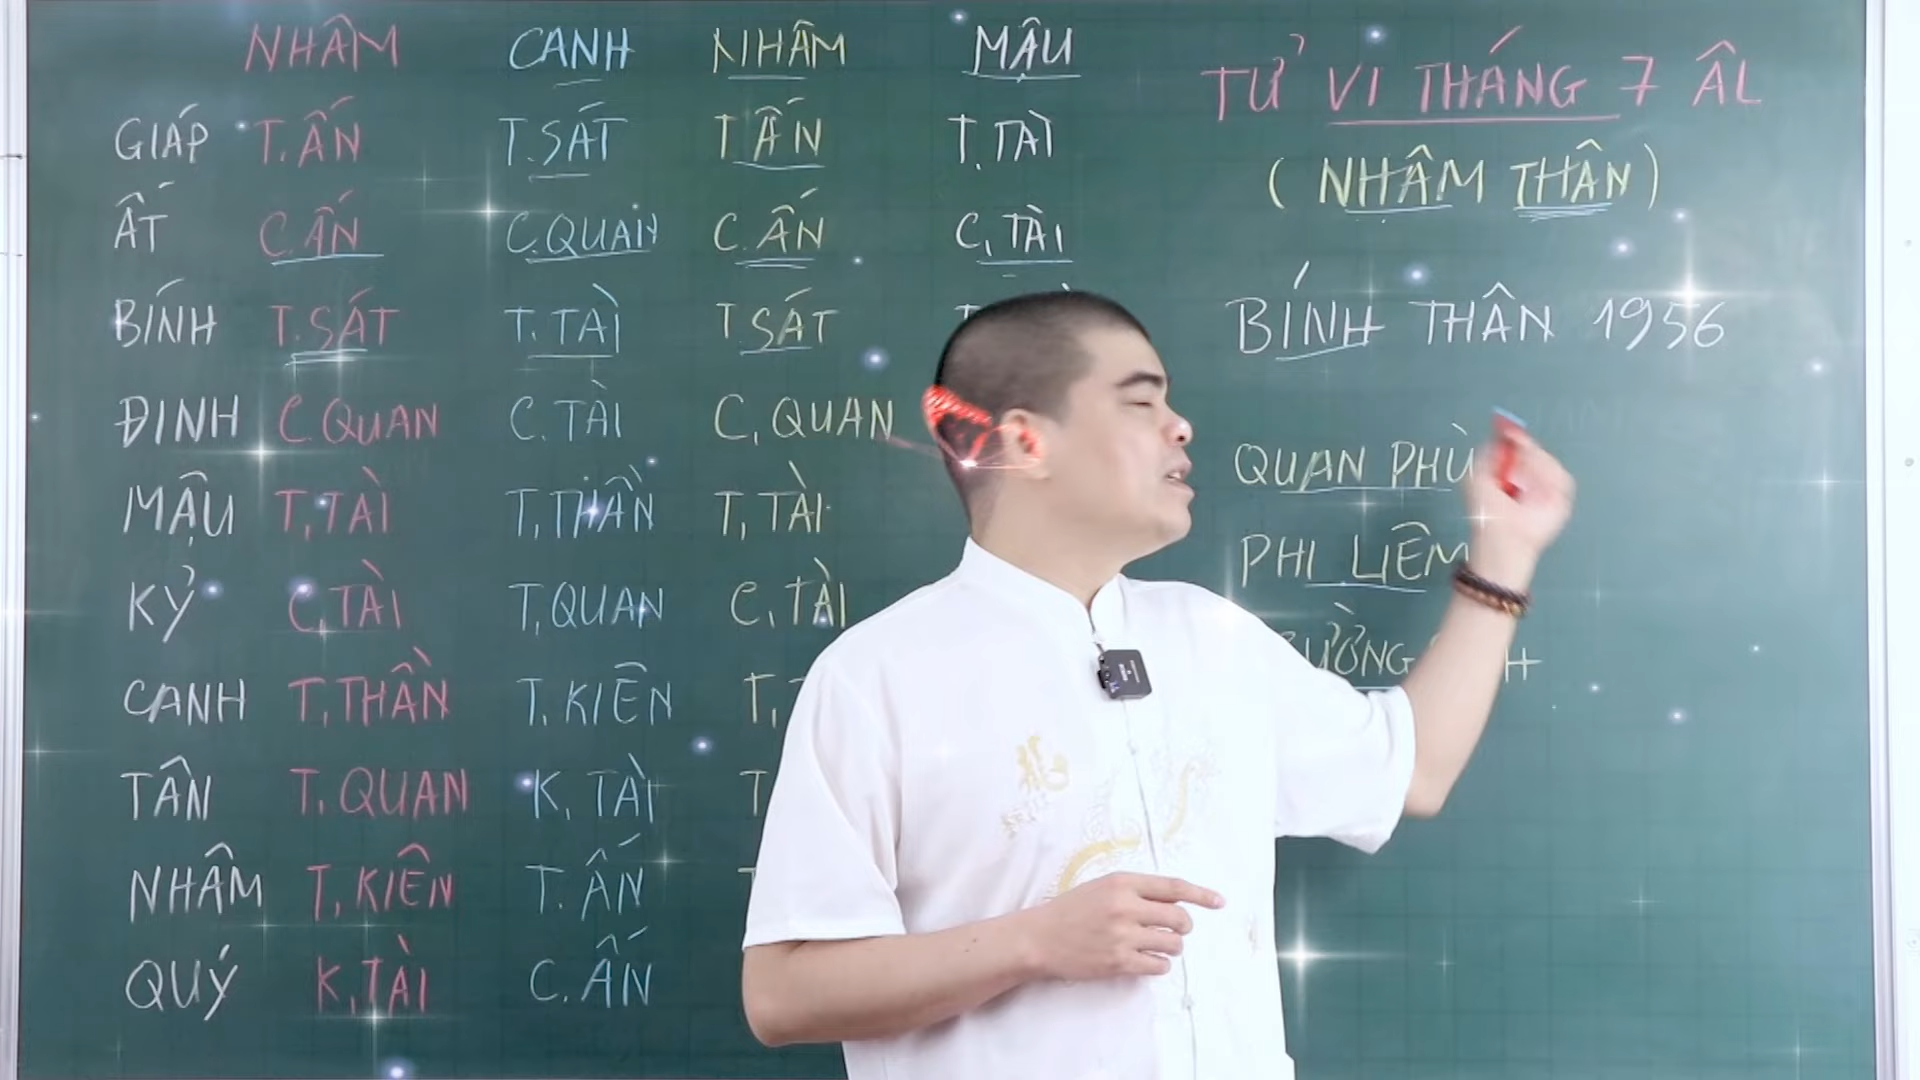 NHÂM CANH NHÂM MẬU
GIÁP T.ẤN T.SÁT T ẤN T.TÀI
ẤT C.ẤN C.QUAN C.ẤN C,TÀI
BÍNH T.SÁT T.TÀI T SÁT
ĐINH C.QUAN C.TÀI C,QUAN
MẬU T,TÀI T,THẦN T,TÀI
KỶ C,TÀI T,QUAN C,TÀI
CANH T,THẦN T,KIÊN T,
TÂN T.QUAN K,TÀI T
NHÂM T,KIÊN T.ẤN
QUÝ K,TÀI C.ẤN
TỬ VI THÁNG 7 ÂL
(NHÂM THÂN)
BÍNH THÂN 1956
QUAN PHÙ
PHI LIÊM